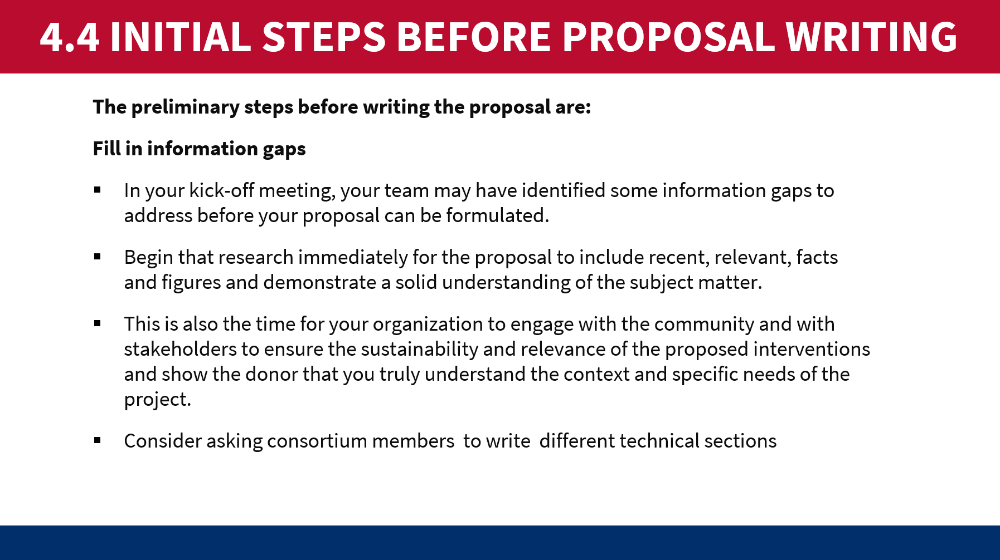 4.4 INITIAL STEPS BEFORE PROPOSAL WRITING
The preliminary steps before writing the proposal are:
Fill in information gaps
▪ In your kick-off meeting, your team may have identified some information gaps to
address before your proposal can be formulated.
▪ Begin that research immediately for the proposal to include recent, relevant, facts
and figures and demonstrate a solid understanding of the subject matter.
▪ This is also the time for your organization to engage with the community and with
stakeholders to ensure the sustainability and relevance of the proposed interventions
and show the donor that you truly understand the context and specific needs of the
project.
▪ Consider asking consortium members  to write  different technical sections